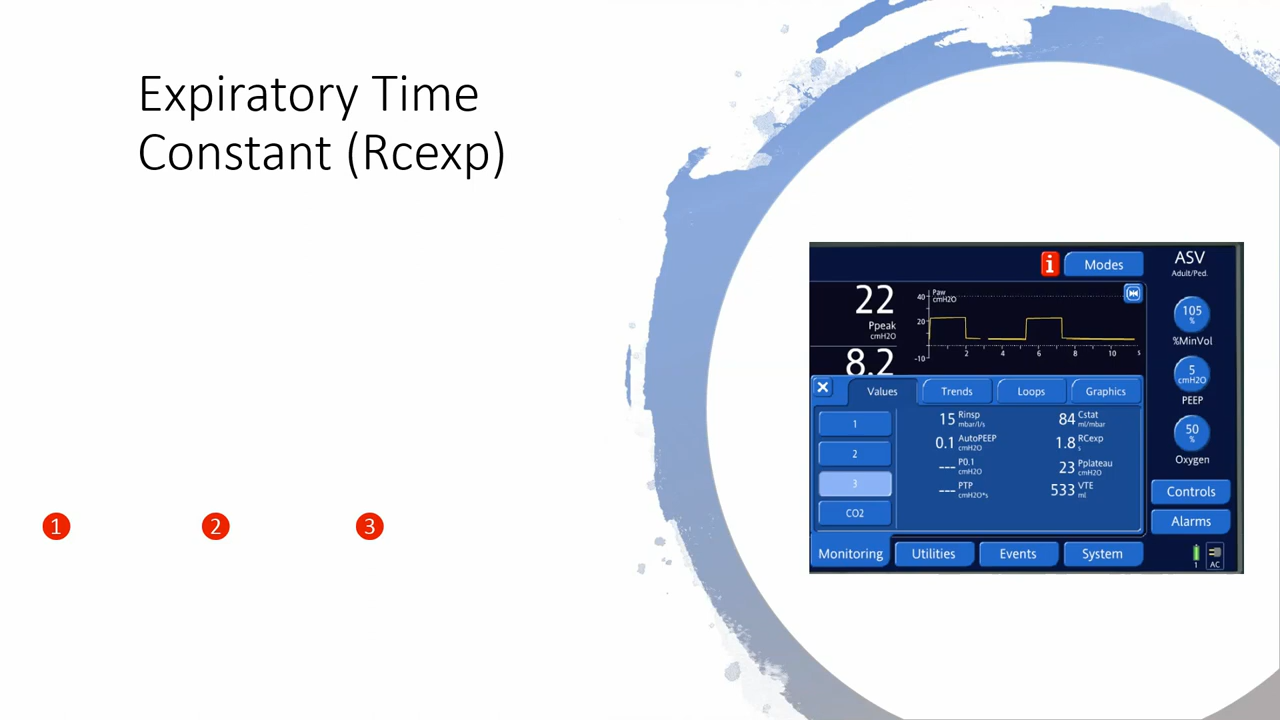 Expiratory Time
Constant (Rcexp)
1
2
3
i
Modes
ASV
Adult/Ped.
22
Ppeak
cmH2O
8.2
Paw
cmH2O
40
20
-10
2
4
6
8
10
s
105
%
%MinVol
5
cmH2O
PEEP
50
%
Oxygen
X
Values
Trends
Loops
Graphics
1
2
3
CO2
15 Rinsp
mbar/l/s
84 Cstat
ml/mbar
0.1 AutoPEEP
cmH2O
1.8 RCexp
s
--- P0.1
cmH2O
23 Pplateau
cmH2O
--- PTP
cmH2O*s
533 VTE
ml
Controls
Alarms
Monitoring
Utilities
Events
System
1
AC